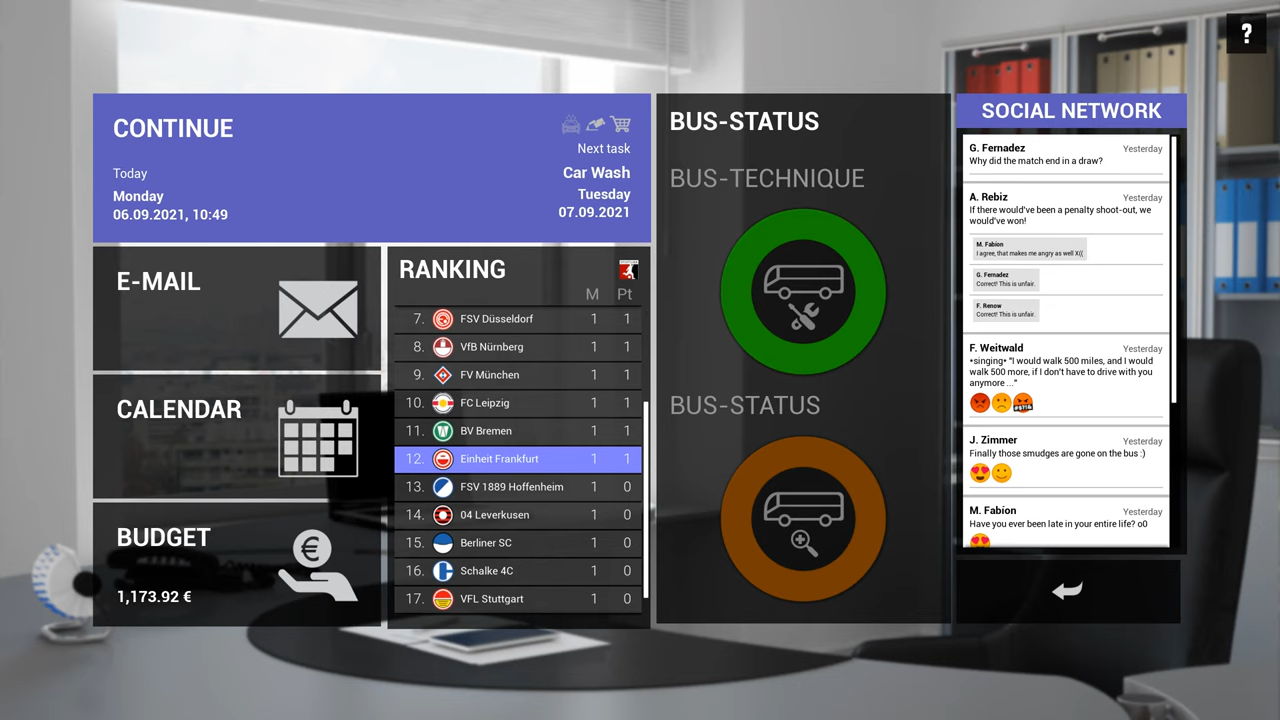 ?
CONTINUE
Today
Monday
06.09.2021, 10:49
Next task
Car Wash
Tuesday
07.09.2021
E-MAIL
CALENDAR
BUDGET
€
1,173.92 €
RANKING
M Pt
7. FSV Düsseldorf 1 1
8. VfB Nürnberg 1 1
9. FV München 1 1
10. FC Leipzig 1 1
11. BV Bremen 1 1
12. Einheit Frankfurt 1 1
13. FSV 1889 Hoffenheim 1 0
14. 04 Leverkusen 1 0
15. Berliner SC 1 0
16. Schalke 4C 1 0
17. VFL Stuttgart 1 0
BUS-STATUS
BUS-TECHNIQUE
BUS-STATUS
SOCIAL NETWORK
G. Fernadez Yesterday
Why did the match end in a draw?
A. Rebiz Yesterday
If there would've been a penalty shoot-out, we
would've won!
M. Fabíon
I agree, that makes me angry as well X((
G. Fernadez
Correct! This is unfair.
F. Renow
Correct! This is unfair.
F. Weitwald Yesterday
*singing* "I would walk 500 miles, and I would
walk 500 more, if I don't have to drive with you
anymore ..."
J. Zimmer Yesterday
Finally those smudges are gone on the bus :)
M. Fabíon Yesterday
Have you ever been late in your entire life? o0